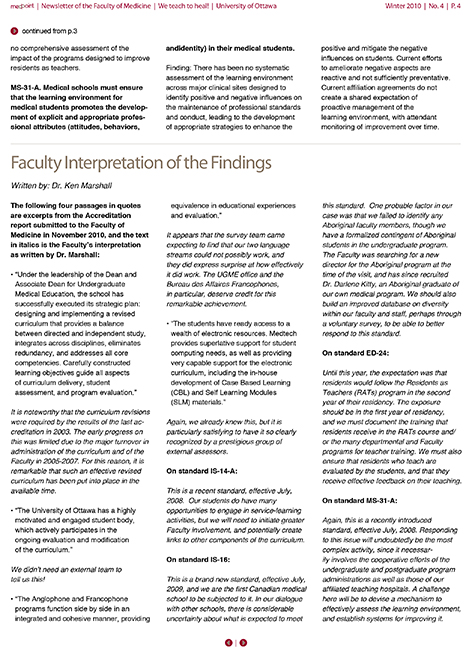 medpoint | Newsletter of the Faculty of Medicine | We teach to heal! | University of Ottawa
Winter 2010 | No. 4 | P.4
continued from p.3
no comprehensive assessment of the
impact of the programs designed to improve
residents as teachers.
MS-31-A. Medical schools must ensure
that the learning environment for
medical students promotes the develop-
ment of explicit and appropriate profes-
sional attributes (attitudes, behaviors,
andidentity) in their medical students.
Finding: There has been no systematic
assessment of the learning environment
across major clinical sites designed to
identify positive and negative influences on
the maintenance of professional standards
and conduct, leading to the development
of appropriate strategies to enhance the
positive and mitigate the negative
influences on students. Current efforts
to ameliorate negative aspects are
reactive and not sufficiently preventative.
Current affiliation agreements do not
create a shared expectation of
proactive management of the
learning environment, with attendant
monitoring of improvement over time.
Faculty Interpretation of the Findings
Written by: Dr. Ken Marshall
The following four passages in quotes
are excerpts from the Accreditation
report submitted to the Faculty of
Medicine in November 2010, and the text
in italics is the Faculty's interpretation
as written by Dr. Marshall:
• "Under the leadership of the Dean and
Associate Dean for Undergraduate
Medical Education, the school has
successfully executed its strategic plan:
designing and implementing a revised
curriculum that provides a balance
between directed and independent study,
integrates across disciplines, eliminates
redundancy, and addresses all core
competencies. Carefully constructed
learning objectives guide all aspects
of curriculum delivery, student
assessment, and program evaluation."
It is noteworthy that the curriculum revisions
were required by the results of the last ac-
creditation in 2003. The early progress on
this was limited due to the major turnover in
administration of the curriculum and of the
Faculty in 2005-2007. For this reason, it is
remarkable that such an effective revised
curriculum has been put into place in the
available time.
• "The University of Ottawa has a highly
motivated and engaged student body,
which actively participates in the
ongoing evaluation and modification
of the curriculum."
We didn't need an external team to
tell us this!
• "The Anglophone and Francophone
programs function side by side in an
integrated and cohesive manner, providing
equivalence in educational experiences
and evaluation."
It appears that the survey team came
expecting to find that our two language
streams could not possibly work, and
they did express surprise at how effectively
it did work. The UGME office and the
Bureau des Affaires Francophones,
in particular, deserve credit for this
remarkable achievement.
• "The students have ready access to a
wealth of electronic resources. Medtech
provides superlative support for student
computing needs, as well as providing
very capable support for the electronic
curriculum, including the in-house
development of Case Based Learning
(CBL) and Self Learning Modules
(SLM) materials."
Again, we already knew this, but it is
particularly satisfying to have it so clearly
recognized by a prestigious group of
external assessors.
On standard IS-14-A:
This is a recent standard, effective July,
2008. Our students do have many
opportunities to engage in service-learning
activities, but we will need to initiate greater
Faculty involvement, and potentially create
links to other components of the curriculum.
On standard IS-16:
This is a brand new standard, effective July,
2009, and we are the first Canadian medical
school to be subjected to it. In our dialogue
with other schools, there is considerable
uncertainty about what is expected to meet
this standard. One probable factor in our
case was that we failed to identify any
Aboriginal faculty members, though we
have a formalized contingent of Aboriginal
students in the undergraduate program.
The Faculty was searching for a new
director for the Aboriginal program at the
time of the visit, and has since recruited
Dr. Darlene Kitty, an Aboriginal graduate of
our own medical program. We should also
build an improved database on diversity
within our faculty and staff, perhaps through
a voluntary survey, to be able to better
respond to this standard.
On standard ED-24:
Until this year, the expectation was that
residents would follow the Residents as
Teachers (RATs) program in the second
year of their residency. The exposure
should be in the first year of residency,
and we must document the training that
residents receive in the RATs course and/
or the many departmental and Faculty
programs for teacher training. We must also
ensure that residents who teach are
evaluated by the students, and that they
receive effective feedback on their teaching.
On standard MS-31-A:
Again, this is a recently introduced
standard, effective July, 2008. Responding
to this issue will undoubtedly be the most
complex activity, since it necessar-
ily involves the cooperative efforts of the
undergraduate and postgraduate program
administrations as well as those of our
affiliated teaching hospitals. A challenge
here will be to devise a mechanism to
effectively assess the learning environment,
and establish systems for improving it.